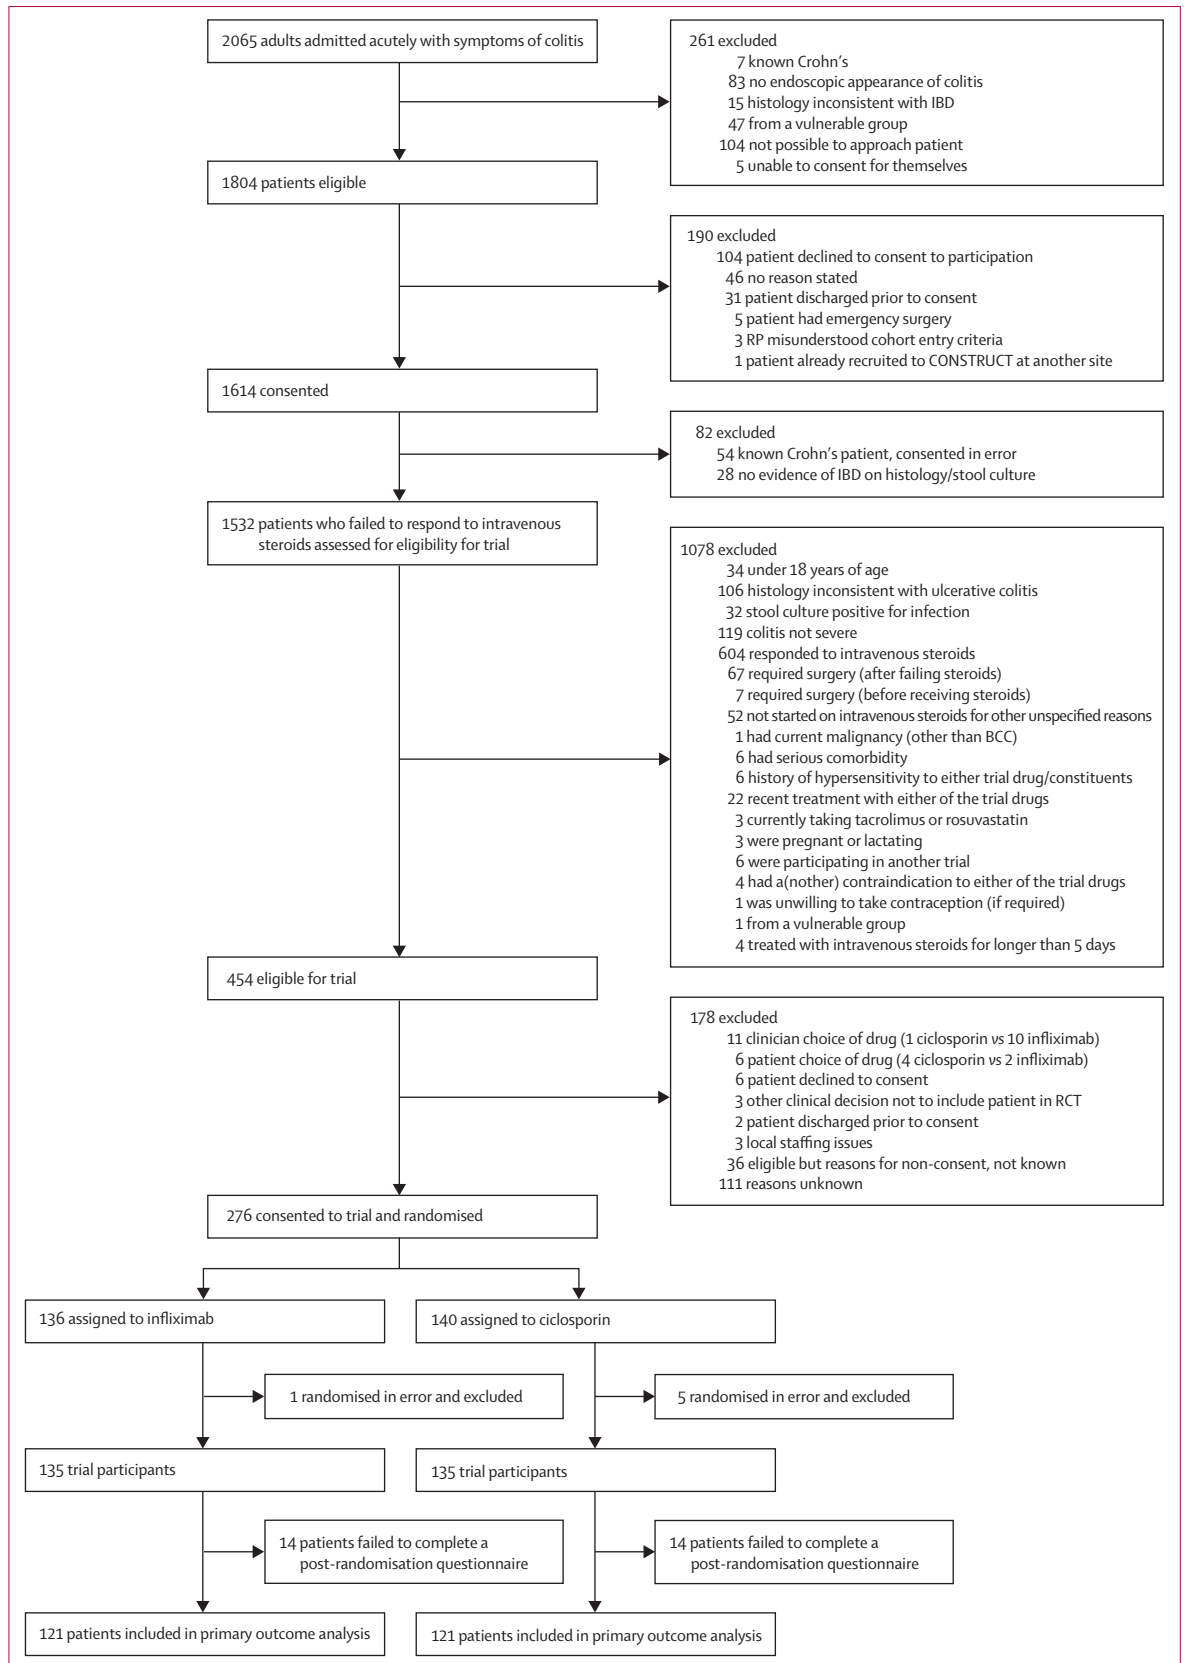 2065 adults admitted acutely with symptoms of colitis
261 excluded
7 known Crohn's
83 no endoscopic appearance of colitis
15 histology inconsistent with IBD
47 from a vulnerable group
104 not possible to approach patient
5 unable to consent for themselves
1804 patients eligible
190 excluded
104 patient declined to consent to participation
46 no reason stated
31 patient discharged prior to consent
5 patient had emergency surgery
3 RP misunderstood cohort entry criteria
1 patient already recruited to CONSTRUCT at another site
1614 consented
82 excluded
54 known Crohn's patient, consented in error
28 no evidence of IBD on histology/stool culture
1532 patients who failed to respond to intravenous
steroids assessed for eligibility for trial
1078 excluded
34 under 18 years of age
106 histology inconsistent with ulcerative colitis
32 stool culture positive for infection
119 colitis not severe
604 responded to intravenous steroids
67 required surgery (after failing steroids)
7 required surgery (before receiving steroids)
52 not started on intravenous steroids for other unspecified reasons
1 had current malignancy (other than BCC)
6 had serious comorbidity
6 history of hypersensitivity to either trial drug/constituents
22 recent treatment with either of the trial drugs
3 currently taking tacrolimus or rosuvastatin
3 were pregnant or lactating
6 were participating in another trial
4 had a(nother) contraindication to either of the trial drugs
1 was unwilling to take contraception (if required)
1 from a vulnerable group
4 treated with intravenous steroids for longer than 5 days
454 eligible for trial
178 excluded
11 clinician choice of drug (1 ciclosporin vs 10 infliximab)
6 patient choice of drug (4 ciclosporin vs 2 infliximab)
6 patient declined to consent
3 other clinical decision not to include patient in RCT
2 patient discharged prior to consent
3 local staffing issues
36 eligible but reasons for non-consent, not known
111 reasons unknown
276 consented to trial and randomised
136 assigned to infliximab
140 assigned to ciclosporin
1 randomised in error and excluded
5 randomised in error and excluded
135 trial participants
135 trial participants
14 patients failed to complete a
post-randomisation questionnaire
14 patients failed to complete a
post-randomisation questionnaire
121 patients included in primary outcome analysis
121 patients included in primary outcome analysis